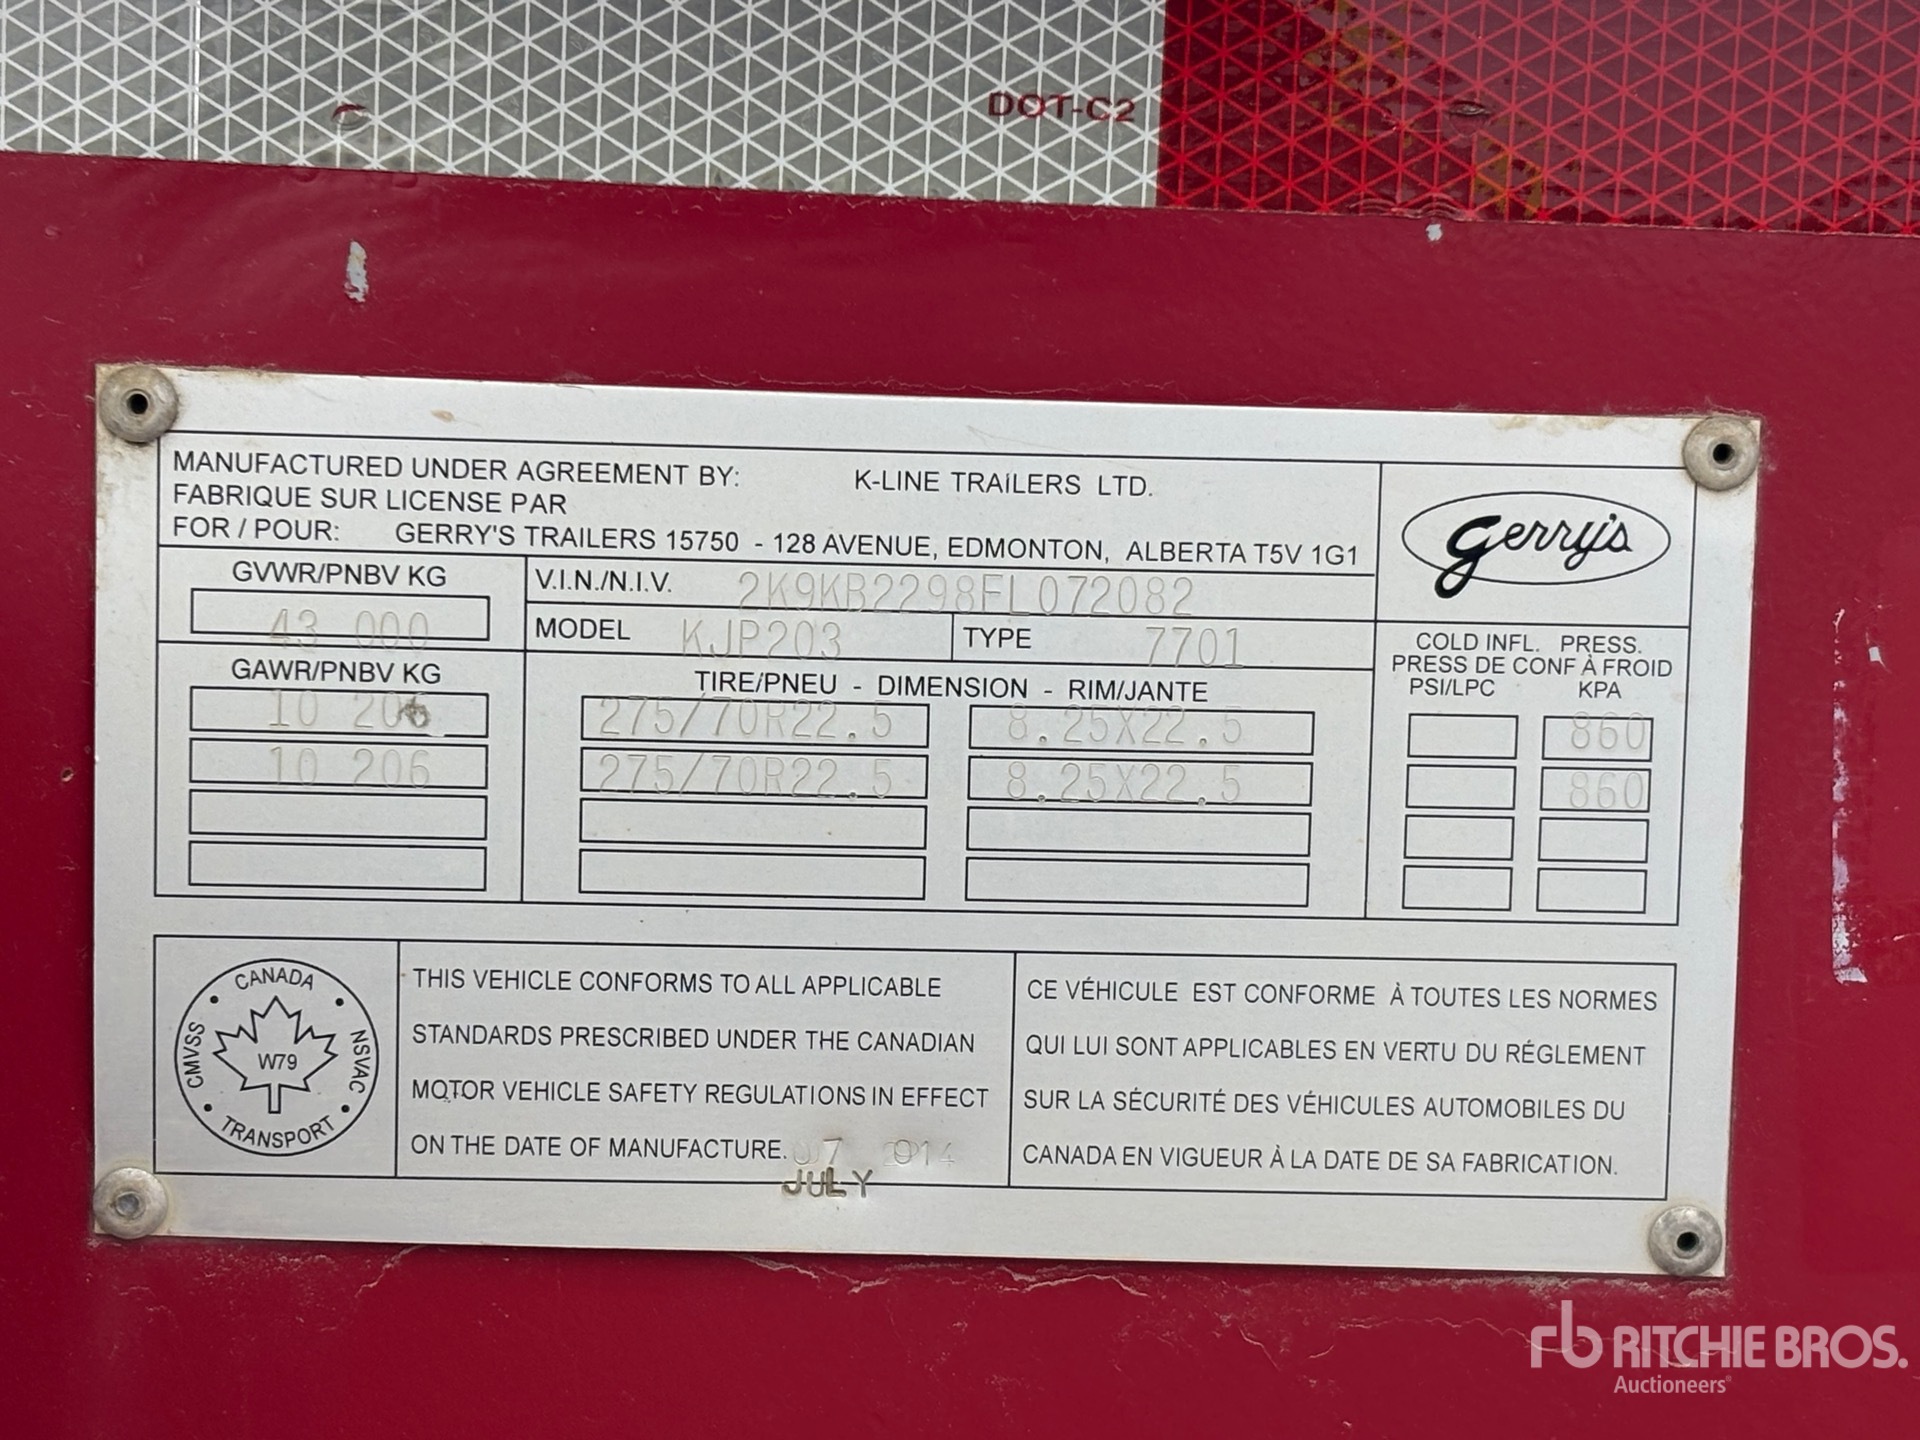 DOT-C2
MANUFACTURED UNDER AGREEMENT BY: K-LINE TRAILERS LTD.
FABRIQUE SUR LICENSE PAR
FOR / POUR: GERRY'S TRAILERS 15750 - 128 AVENUE, EDMONTON, ALBERTA T5V 1G1
Gerry's
GVWR/PNBV KG
43 000
V.I.N./N.I.V. 2K9KB2298FL072082
MODEL KJP203 TYPE 7701
GAWR/PNBV KG
10 206
10 206
TIRE/PNEU - DIMENSION - RIM/JANTE
275/70R22.5 8.25X22.5
275/70R22.5 8.25X22.5
COLD INFL. PRESS.
PRESS DE CONF À FROID
PSI/LPC KPA
860
860
CANADA
CMVSS NSVAC
W79
TRANSPORT
THIS VEHICLE CONFORMS TO ALL APPLICABLE
STANDARDS PRESCRIBED UNDER THE CANADIAN
MOTOR VEHICLE SAFETY REGULATIONS IN EFFECT
ON THE DATE OF MANUFACTURE. 07 2014
JULY
CE VÉHICULE EST CONFORME À TOUTES LES NORMES
QUI LUI SONT APPLICABLES EN VERTU DU RÉGLEMENT
SUR LA SÉCURITÉ DES VÉHICULES AUTOMOBILES DU
CANADA EN VIGUEUR À LA DATE DE SA FABRICATION.
rb RITCHIE BROS.
Auctioneers